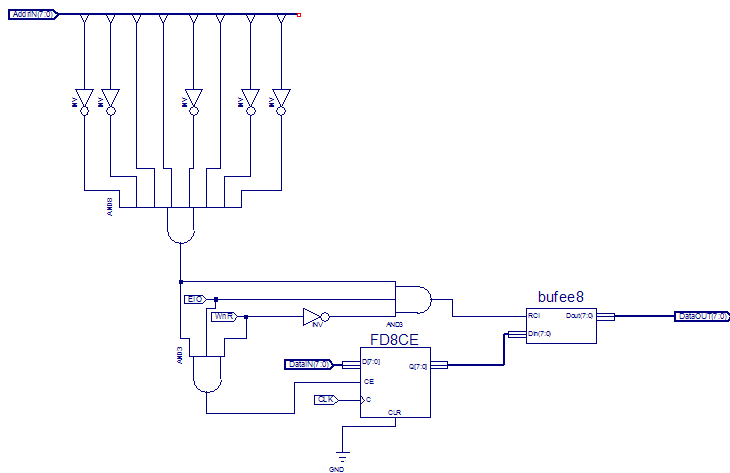 AddrIN(7:0)
INV
INV
INV
INV
INV
AND8
EIO
WnR
INV
AND3
AND3
bufee8
RCI
Dout(7:0)
Din(7:0)
DataOUT(7:0)
FD8CE
DataIN(7:0)
D[7:0]
Q[7:0]
CE
CLK
C
CLR
GND